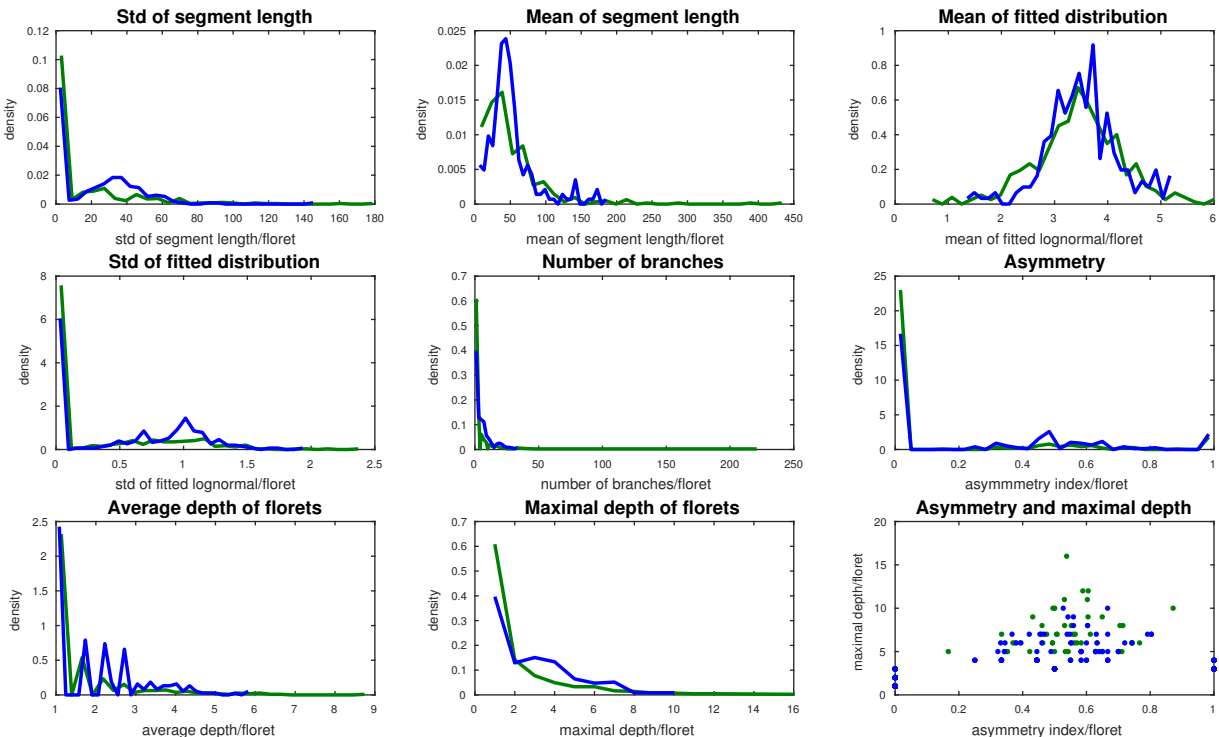 Std of segment length
0.12
0.1
0.08
0.06
0.04
0.02
0
density
0 20 40 60 80 100 120 140 160 180
std of segment length/floret
Mean of segment length
0.025
0.02
0.015
0.01
0.005
0
density
0 50 100 150 200 250 300 350 400 450
mean of segment length/floret
Mean of fitted distribution
1
0.8
0.6
0.4
0.2
0
density
0 1 2 3 4 5 6
mean of fitted lognormal/floret
Std of fitted distribution
8
6
4
2
0
density
0 0.5 1 1.5 2 2.5
std of fitted lognormal/floret
Number of branches
0.7
0.6
0.5
0.4
0.3
0.2
0.1
0
density
0 50 100 150 200 250
number of branches/floret
Asymmetry
25
20
15
10
5
0
density
0 0.2 0.4 0.6 0.8 1
asymmmetry index/floret
Average depth of florets
2.5
2
1.5
1
0.5
0
density
1 2 3 4 5 6 7 8 9
average depth/floret
Maximal depth of florets
0.7
0.6
0.5
0.4
0.3
0.2
0.1
0
density
0 2 4 6 8 10 12 14 16
maximal depth/floret
Asymmetry and maximal depth
20
15
10
5
0
maximal depth/floret
0 0.2 0.4 0.6 0.8 1
asymmetry index/floret